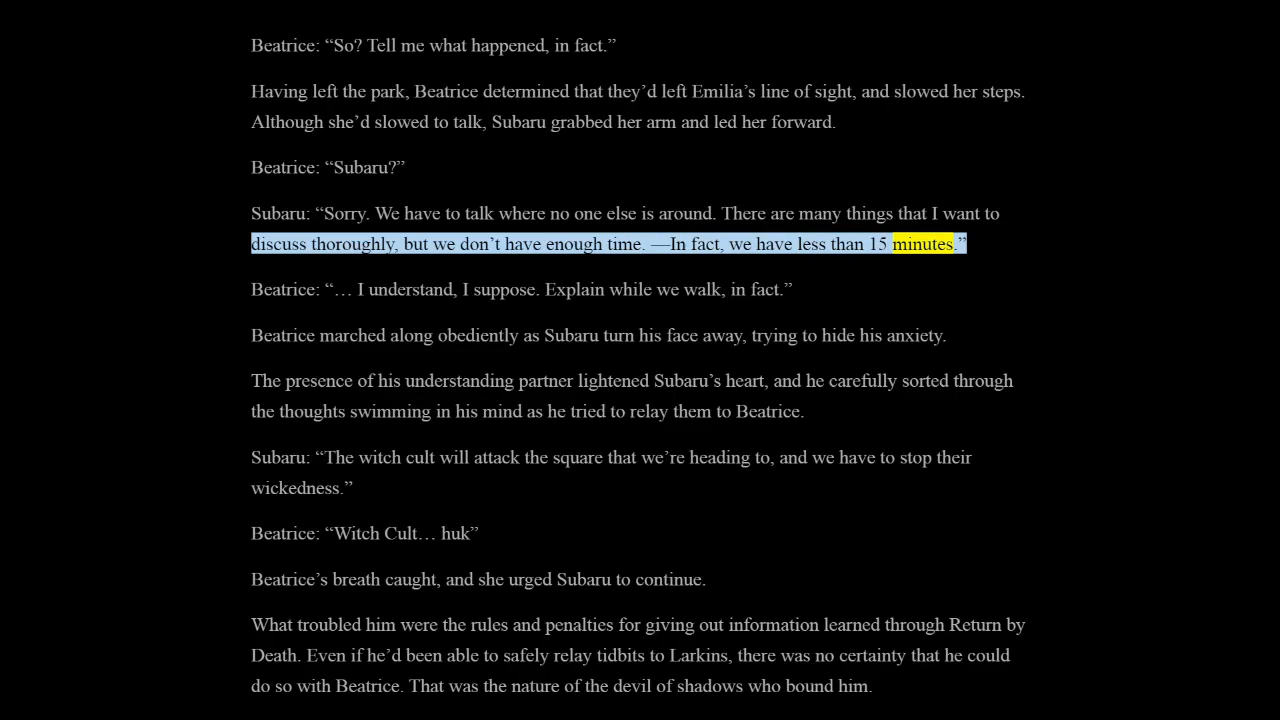 Beatrice: “So? Tell me what happened, in fact.”
Having left the park, Beatrice determined that they’d left Emilia’s line of sight, and slowed her steps.
Although she’d slowed to talk, Subaru grabbed her arm and led her forward.
Beatrice: “Subaru?”
Subaru: “Sorry. We have to talk where no one else is around. There are many things that I want to
discuss thoroughly, but we don’t have enough time. —In fact, we have less than 15 minutes.”
Beatrice: “… I understand, I suppose. Explain while we walk, in fact.”
Beatrice marched along obediently as Subaru turn his face away, trying to hide his anxiety.
The presence of his understanding partner lightened Subaru’s heart, and he carefully sorted through
the thoughts swimming in his mind as he tried to relay them to Beatrice.
Subaru: “The witch cult will attack the square that we’re heading to, and we have to stop their
wickedness.”
Beatrice: “Witch Cult… huk”
Beatrice’s breath caught, and she urged Subaru to continue.
What troubled him were the rules and penalties for giving out information learned through Return by
Death. Even if he’d been able to safely relay tidbits to Larkins, there was no certainty that he could
do so with Beatrice. That was the nature of the devil of shadows who bound him.